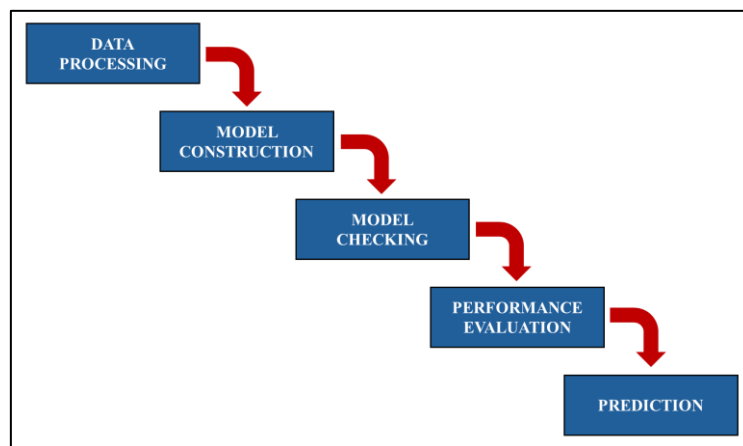 DATA
PROCESSING
MODEL
CONSTRUCTION
MODEL
CHECKING
PERFORMANCE
EVALUATION
PREDICTION